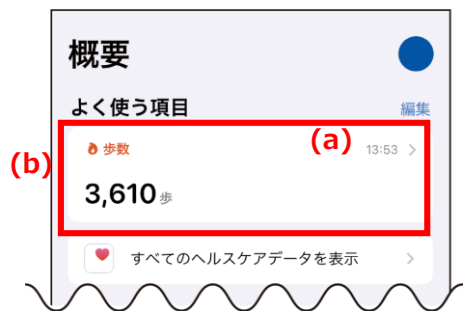 概要
よく使う項目 編集
(a)
(b)
歩数 13:53 >
3,610歩
すべてのヘルスケアデータを表示 >